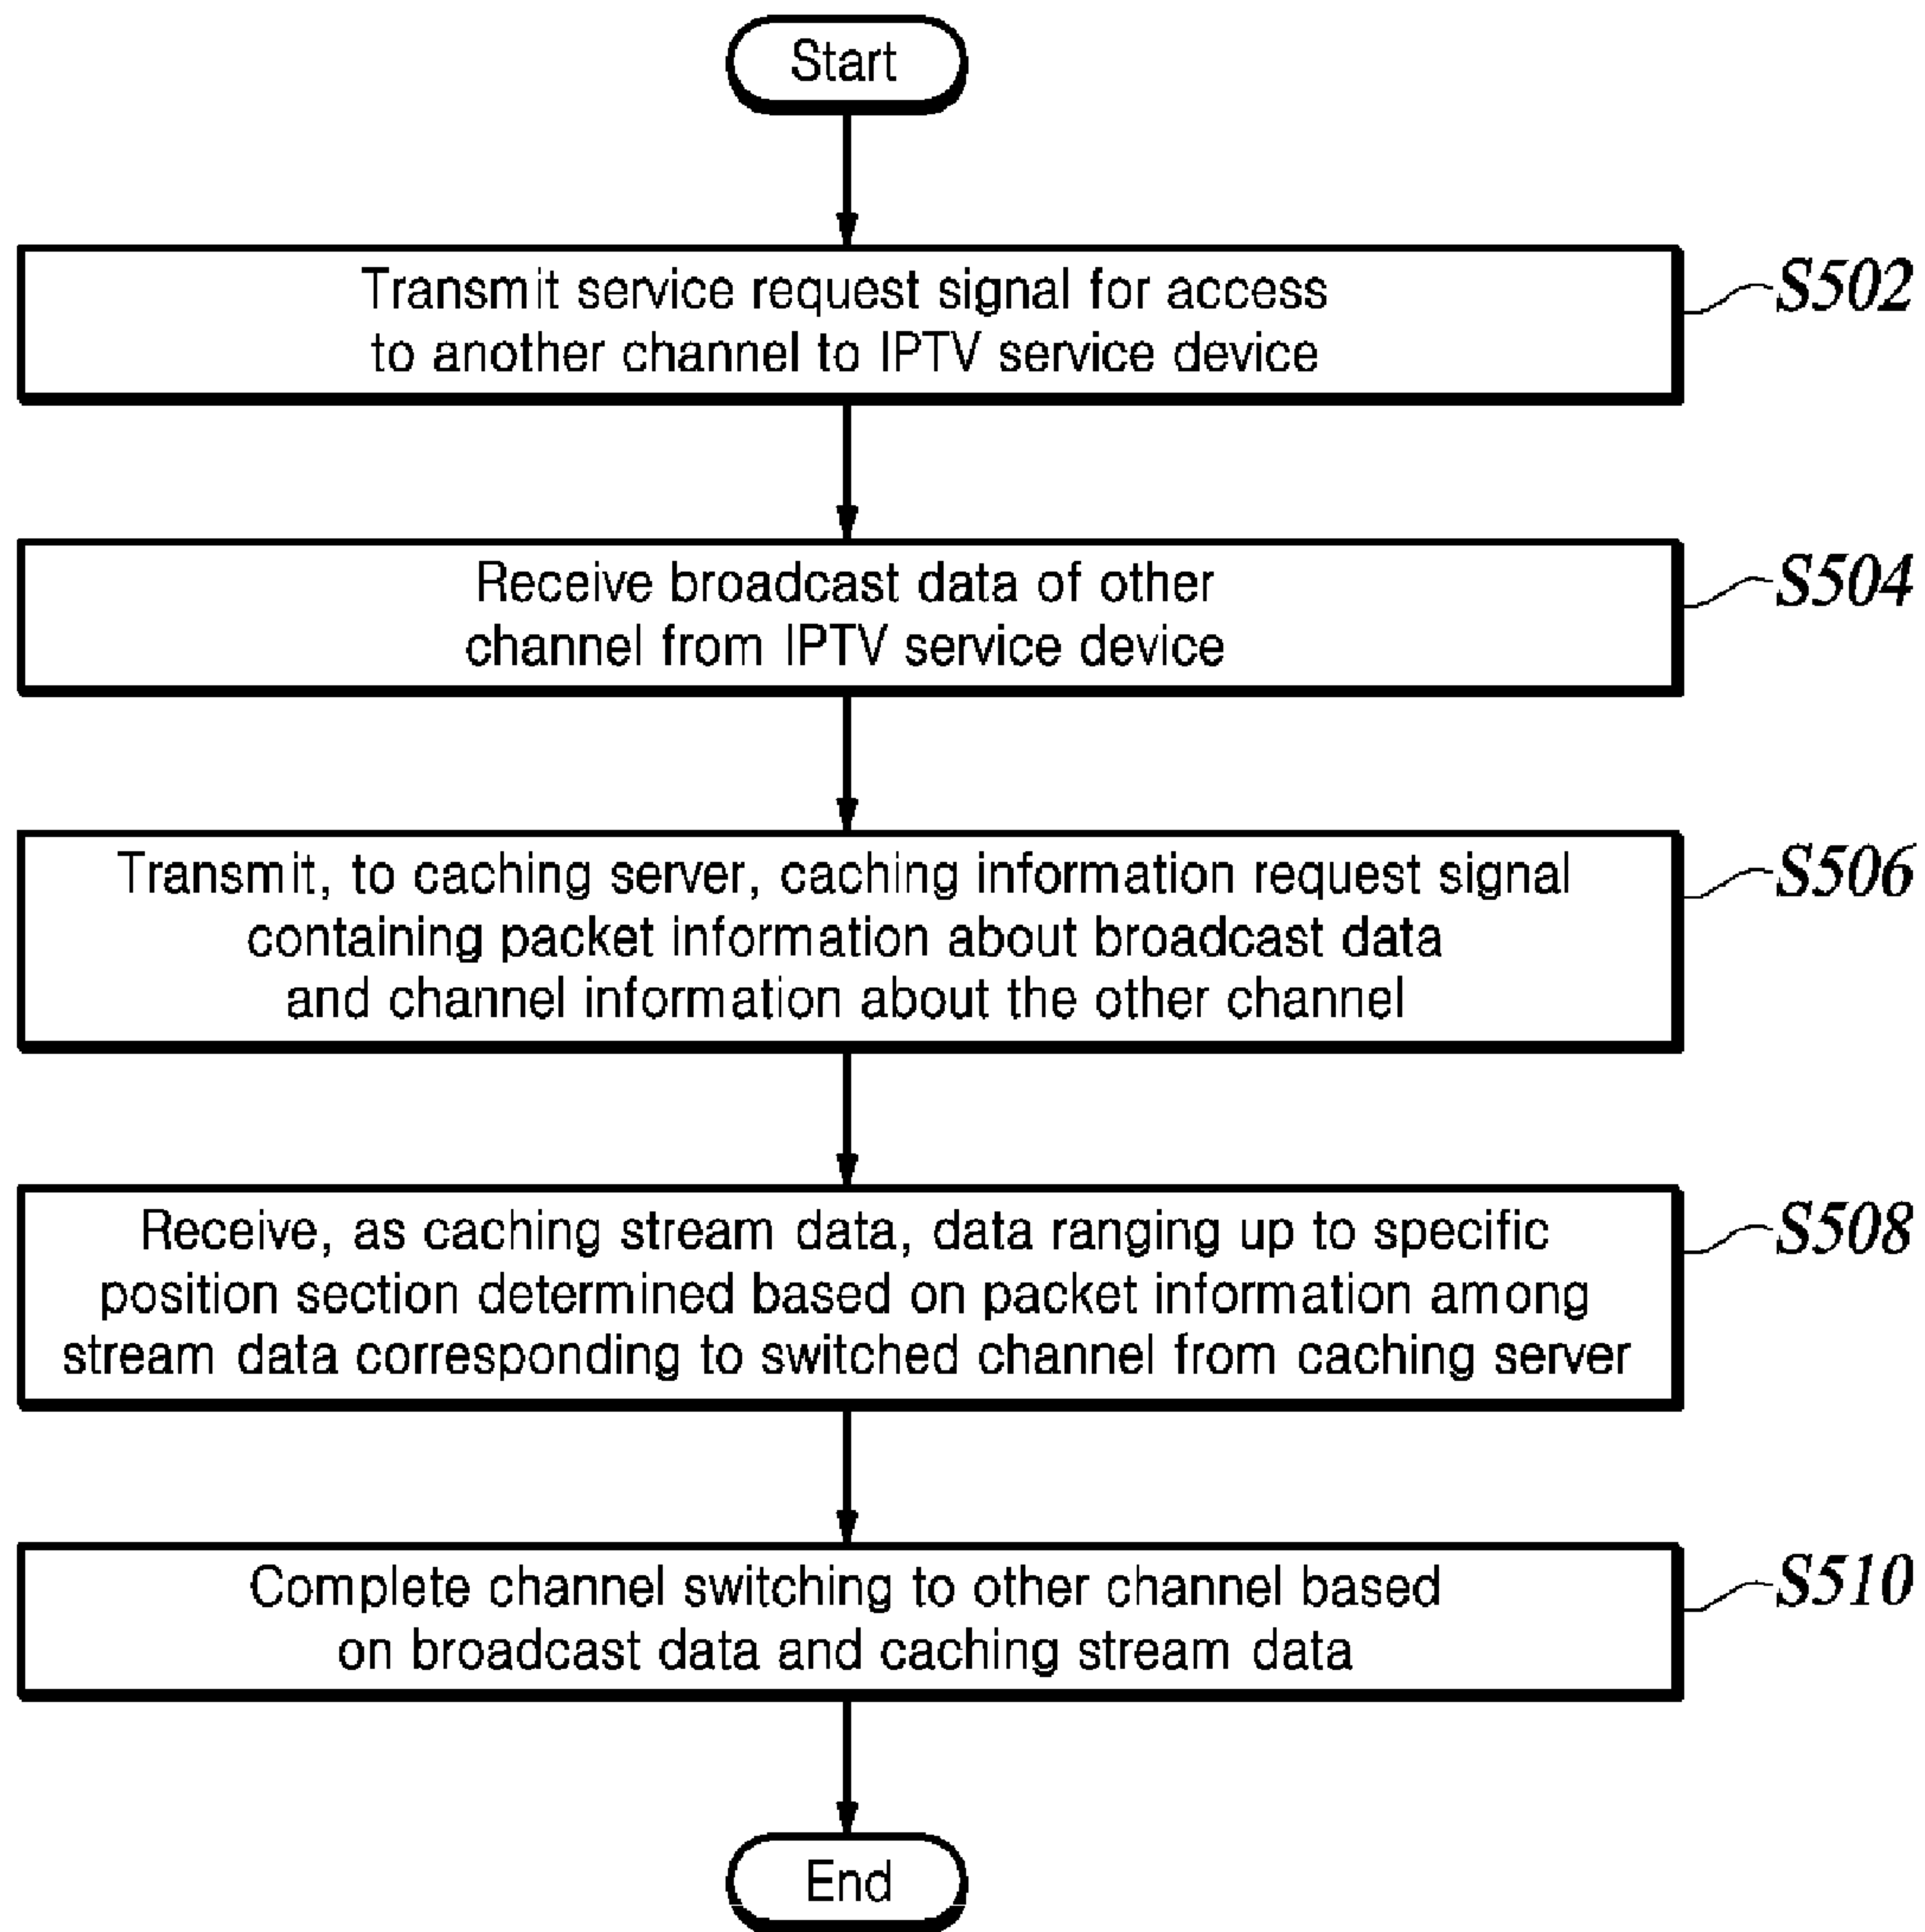 Start
Transmit service request signal for access
to another channel to IPTV service device
S502
Receive broadcast data of other
channel from IPTV service device
S504
Transmit, to caching server, caching information request signal
containing packet information about broadcast data
and channel information about the other channel
S506
Receive, as caching stream data, data ranging up to specific
position section determined based on packet information among
stream data corresponding to switched channel from caching server
S508
Complete channel switching to other channel based
on broadcast data and caching stream data
S510
End